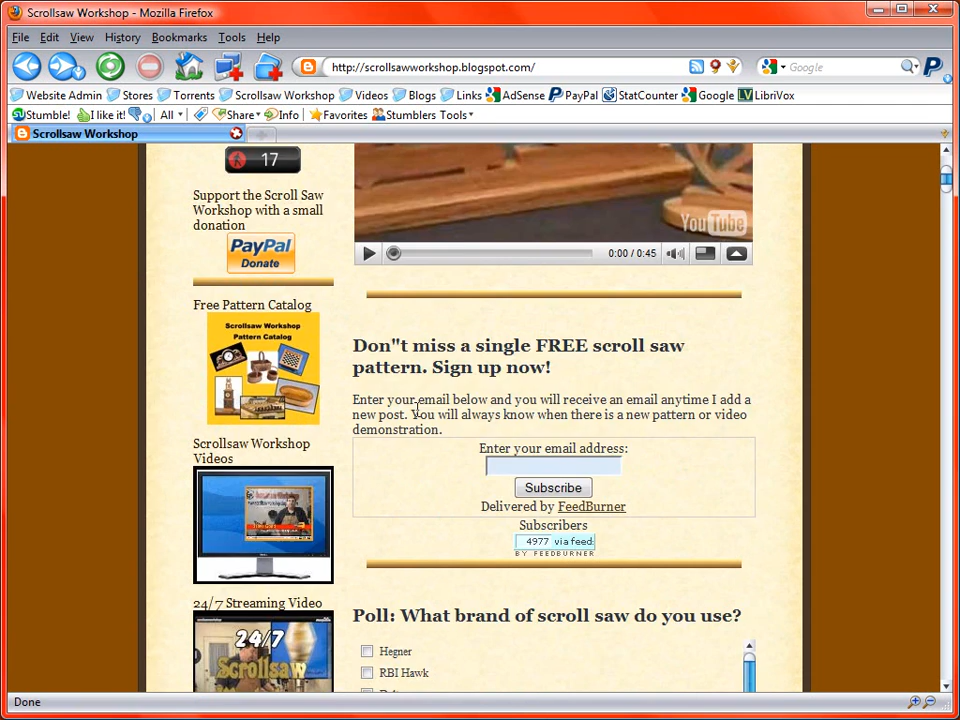 Scrollsaw Workshop - Mozilla Firefox
File Edit View History Bookmarks Tools Help
http://scrollsawworkshop.blogspot.com/
Google
Website Admin Stores Torrents Scrollsaw Workshop Videos Blogs Links AdSense PayPal StatCounter Google LibriVox
Stumble! I like it! All Share Info Favorites Stumblers Tools
Scrollsaw Workshop
17
Support the Scroll Saw
Workshop with a small
donation
PayPal
Donate
Free Pattern Catalog
Scrollsaw Workshop
Pattern Catalog
Scrollsaw Workshop
Videos
24/7 Streaming Video
24/7
Scrollsaw
You Tube
0:00 / 0:45
Don"t miss a single FREE scroll saw
pattern. Sign up now!
Enter your email below and you will receive an email anytime I add a
new post. You will always know when there is a new pattern or video
demonstration.
Enter your email address:
Subscribe
Delivered by FeedBurner
Subscribers
4977 via feed:
BY FEEDBURNER
Poll: What brand of scroll saw do you use?
Hegner
RBI Hawk
Done